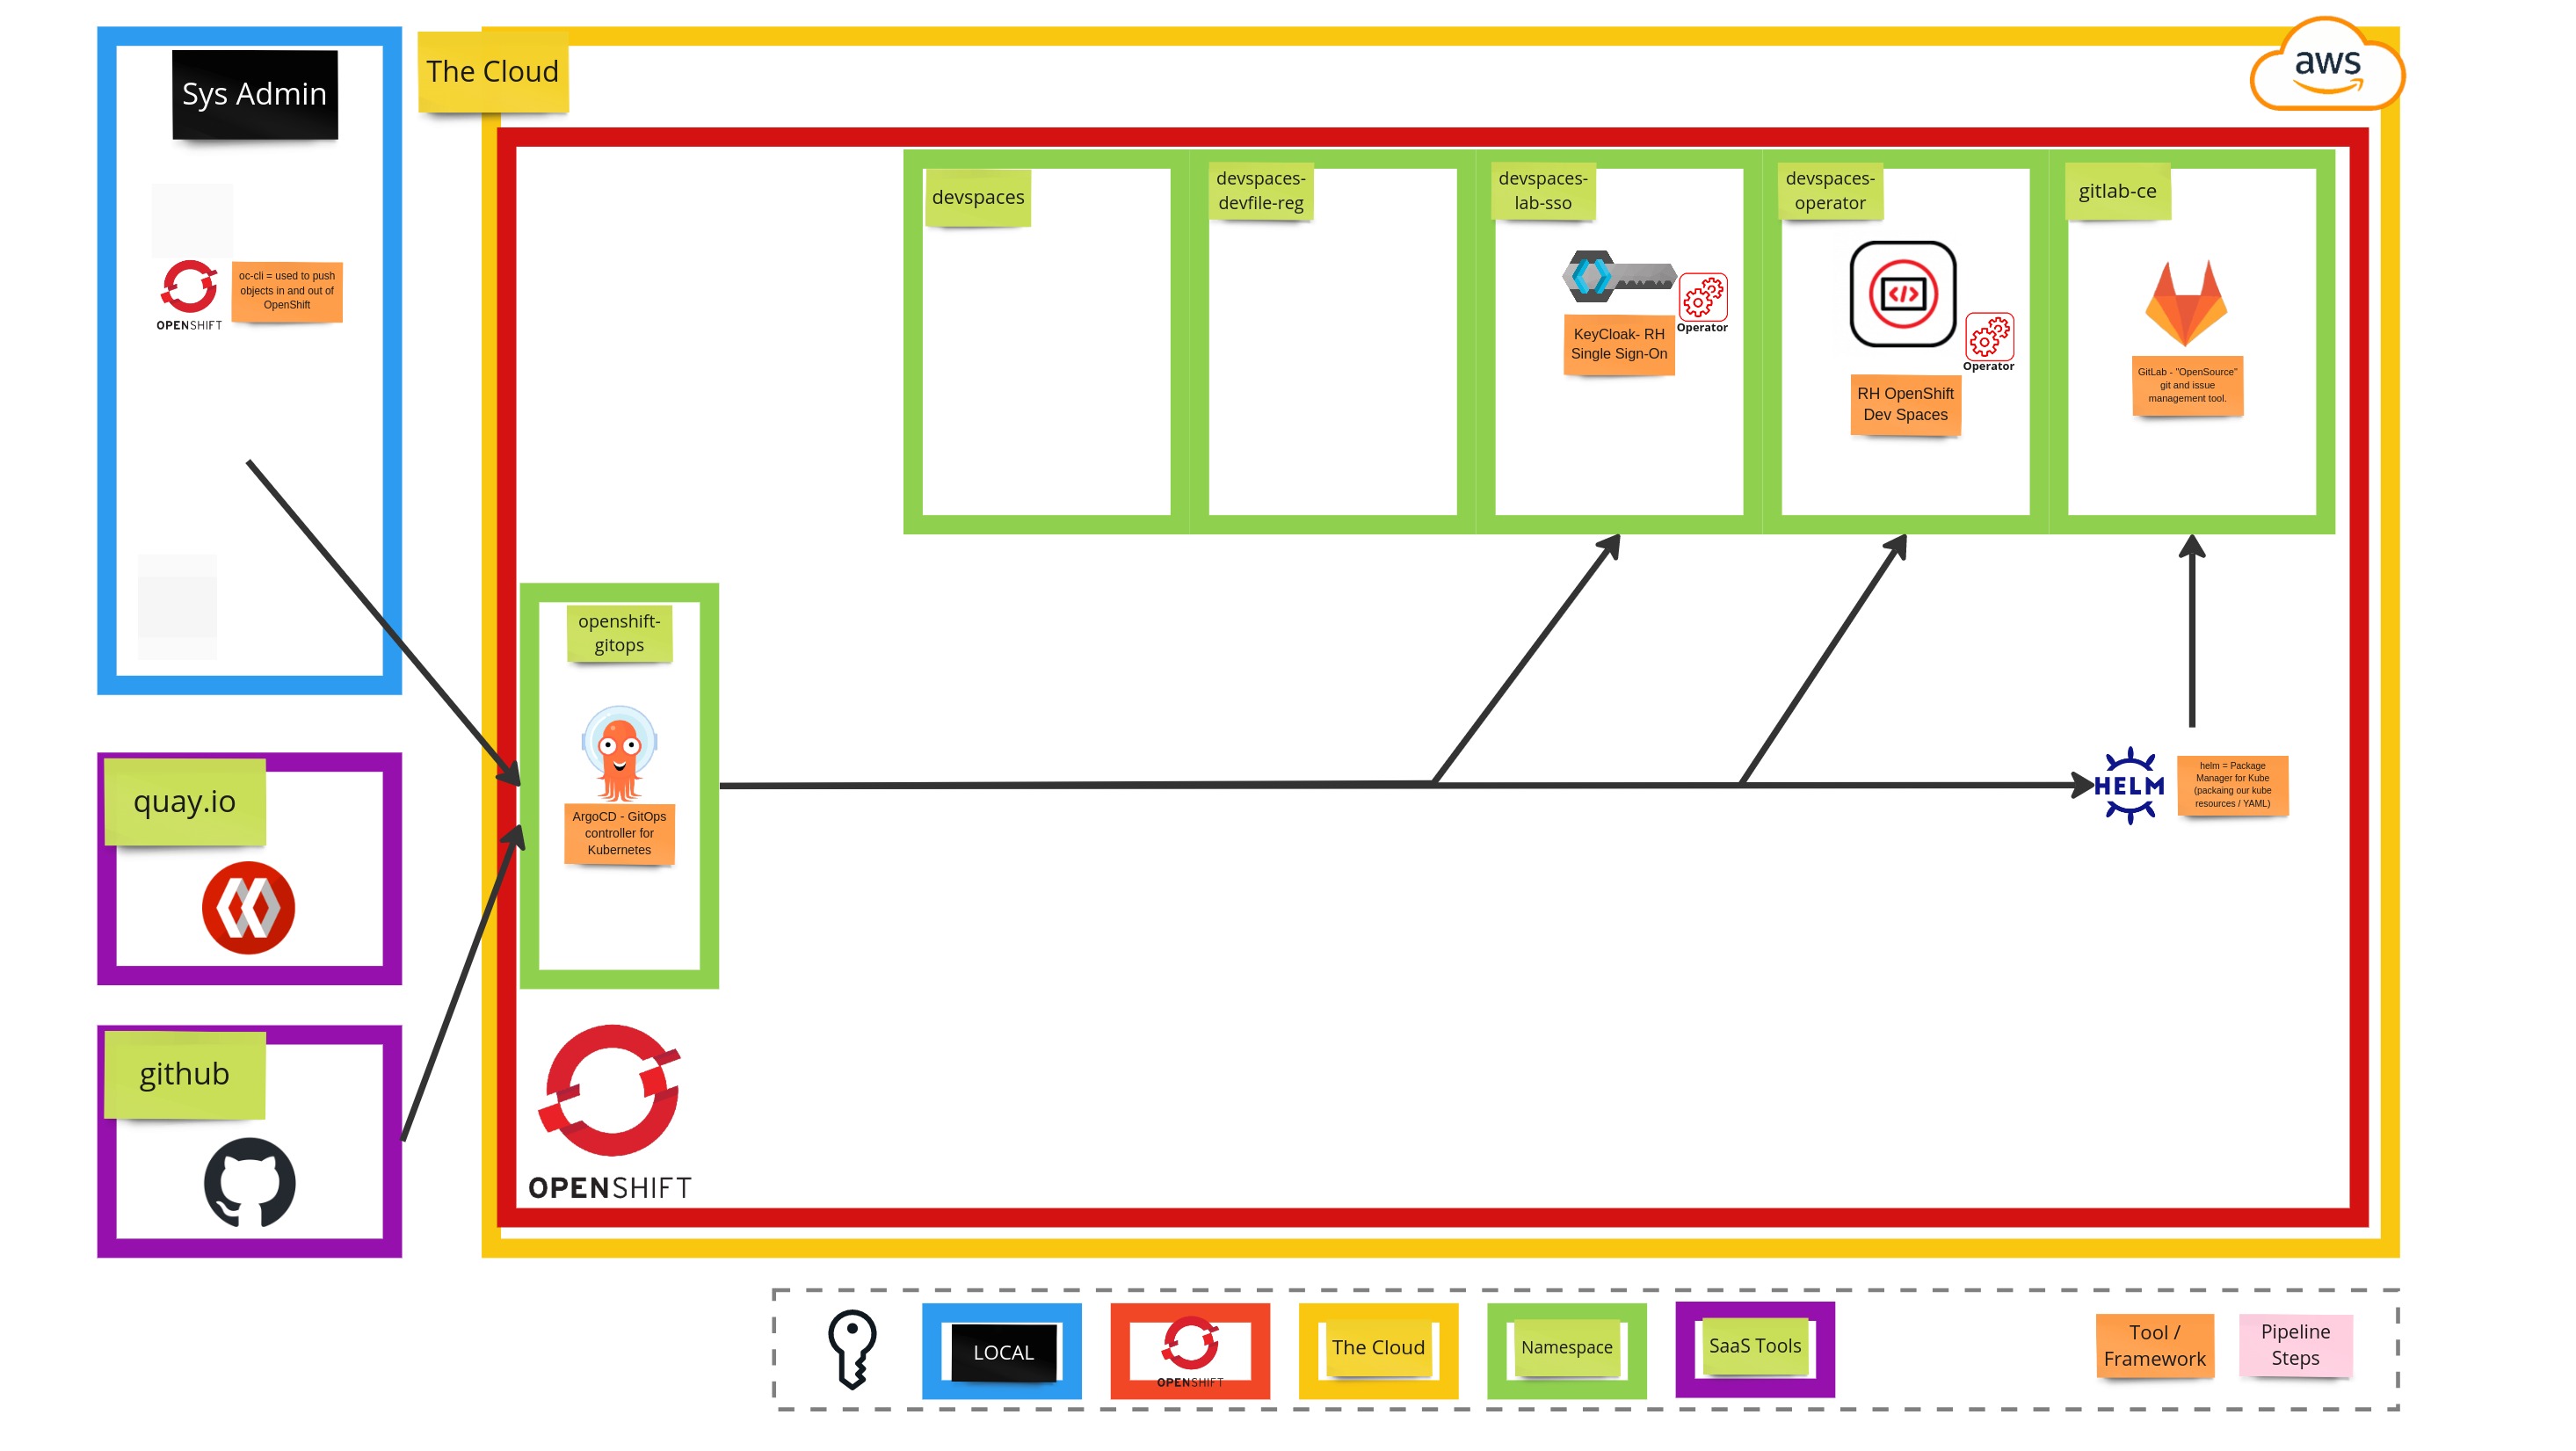 Sys Admin
oc-cli = used to push
objects in and out of
OpenShift
OPENSHIFT
The Cloud
aws
devspaces
devspaces-
devfile-reg
devspaces-
lab-sso
Operator
KeyCloak- RH
Single Sign-On
devspaces-
operator
Operator
RH OpenShift
Dev Spaces
gitlab-ce
GitLab - "OpenSource"
git and issue
management tool.
openshift-
gitops
ArgoCD - GitOps
controller for
Kubernetes
HELM
helm = Package
Manager for Kube
(packaing our kube
resources / YAML)
quay.io
github
OPENSHIFT
LOCAL
OPENSHIFT
The Cloud
Namespace
SaaS Tools
Tool /
Framework
Pipeline
Steps